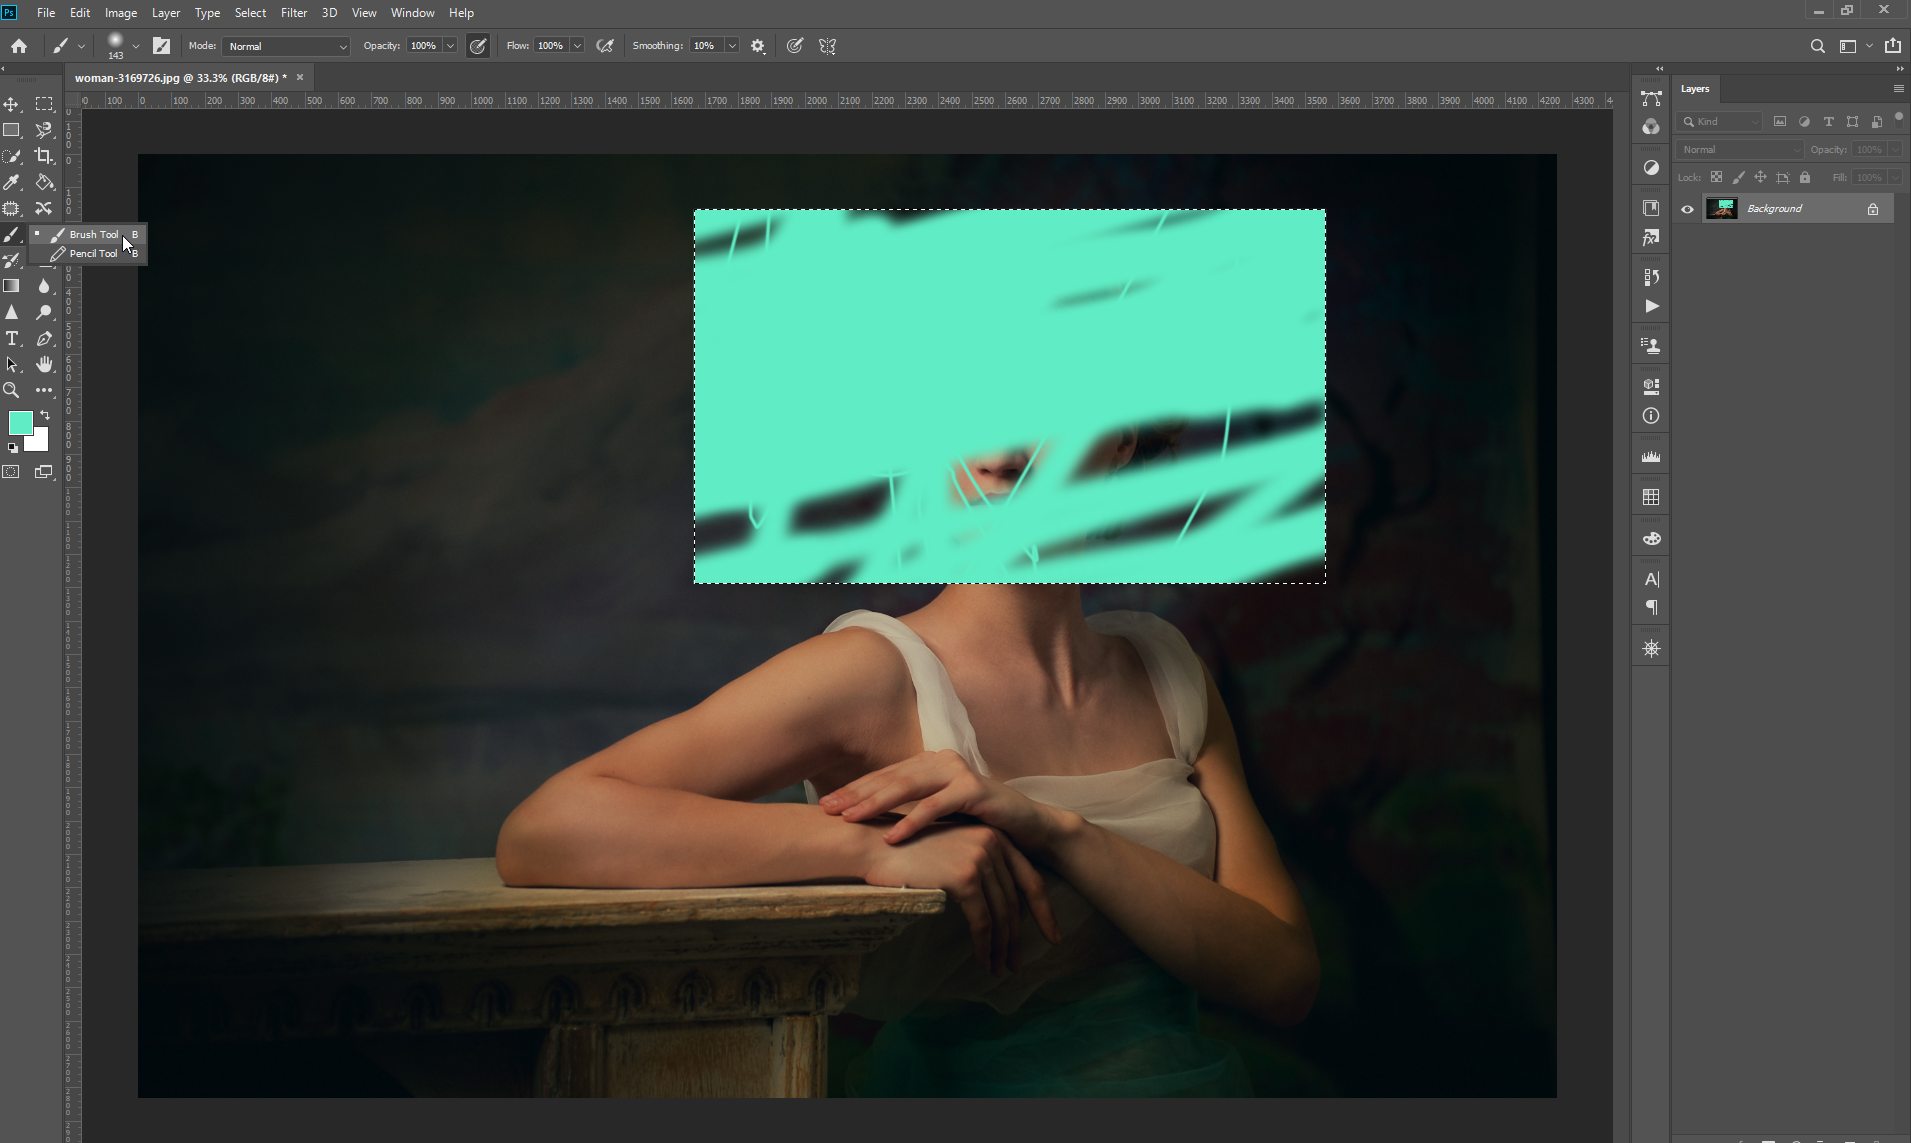 Ps File Edit Image Layer Type Select Filter 3D View Window Help
143 Mode: Normal Opacity: 100% Flow: 100% Smoothing: 10%
woman-3169726.jpg @ 33.3% (RGB/8#) * ×
100 0 100 200 300 400 500 600 700 800 900 1000 1100 1200 1300 1400 1500 1600 1700 1800 1900 2000 2100 2200 2300 2400 2500 2600 2700 2800 2900 3000 3100 3200 3300 3400 3500 3600 3700 3800 3900 4000 4100 4200 4300
Layers
Kind
Normal Opacity: 100%
Lock: Fill: 100%
Background
Brush Tool B
Pencil Tool B